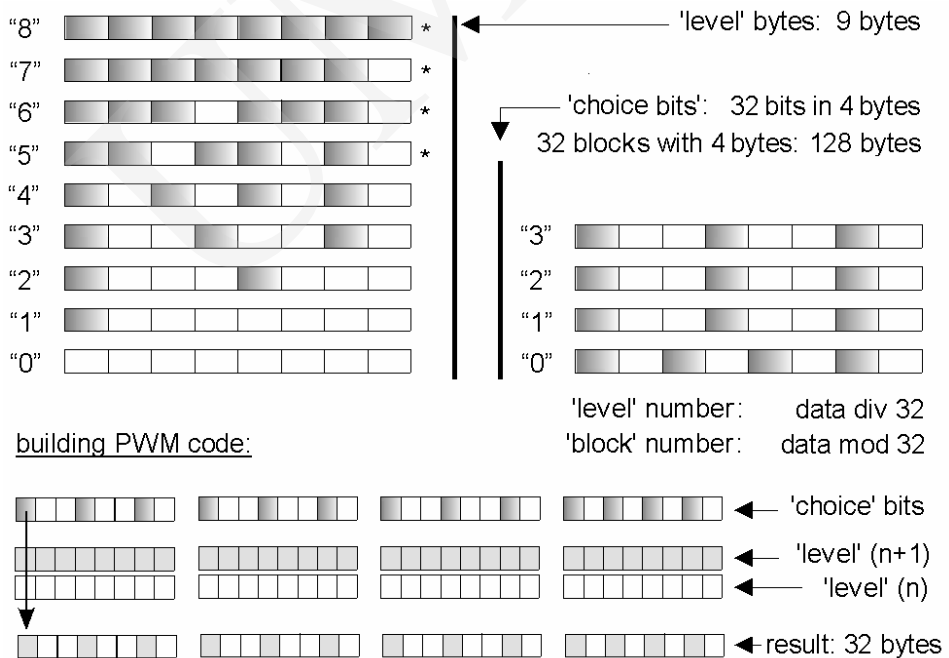 “8” *
'level' bytes: 9 bytes
“7” *
“6” *
'choice bits': 32 bits in 4 bytes
“5” *
32 blocks with 4 bytes: 128 bytes
“4”
“3”
“3”
“2”
“2”
“1”
“1”
“0”
“0”
'level' number: data div 32
building PWM code:
'block' number: data mod 32
'choice' bits
'level' (n+1)
'level' (n)
result: 32 bytes